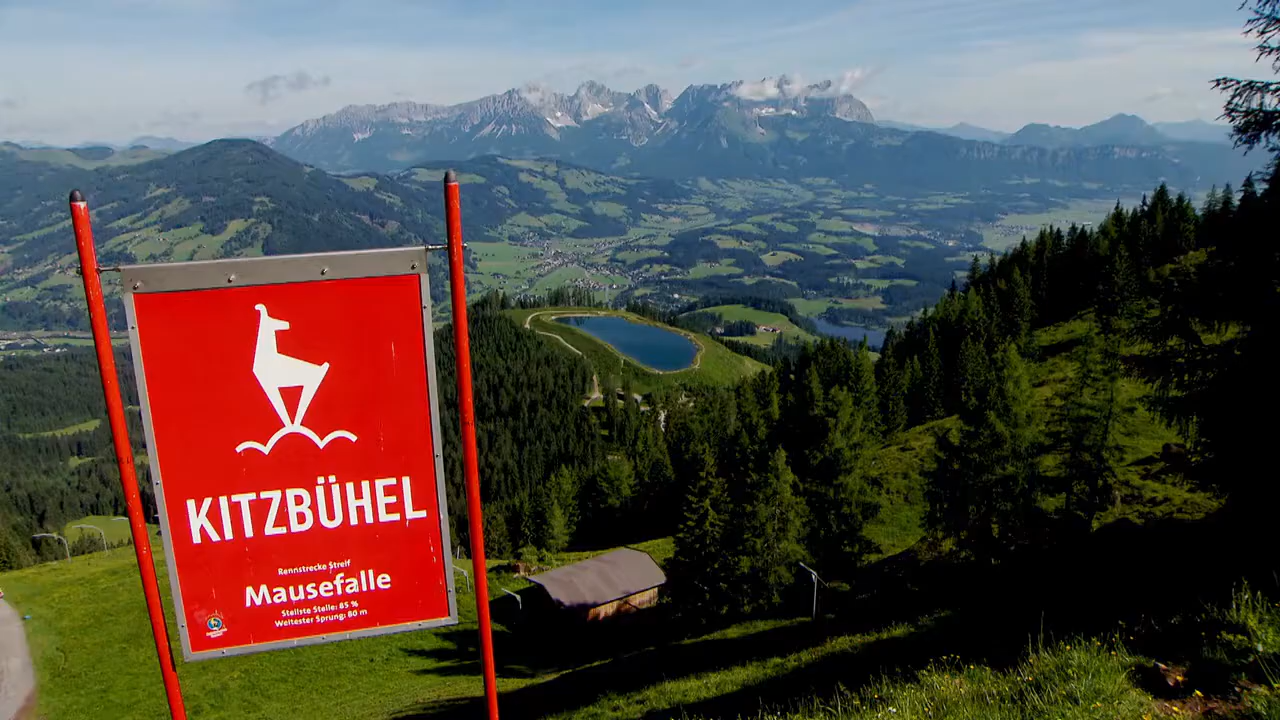 KITZBÜHEL
Rennstrecke Streif
Mausefalle
Steilste Stelle: 85 %
Weitester Sprung: 80 m